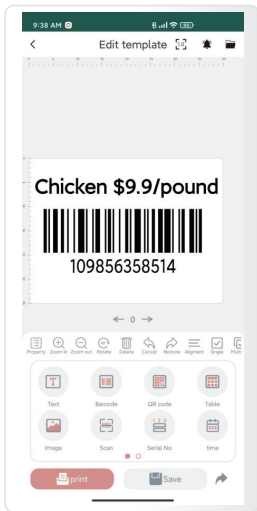 9:38 AM
Edit template
Chicken $9.9/pound
109856358514
0
Property Zoom in Zoom out Rotate Delete Cancel Restore Alignment Single Multi
Text Barcode QR code Table
Image Scan Serial No time
print Save